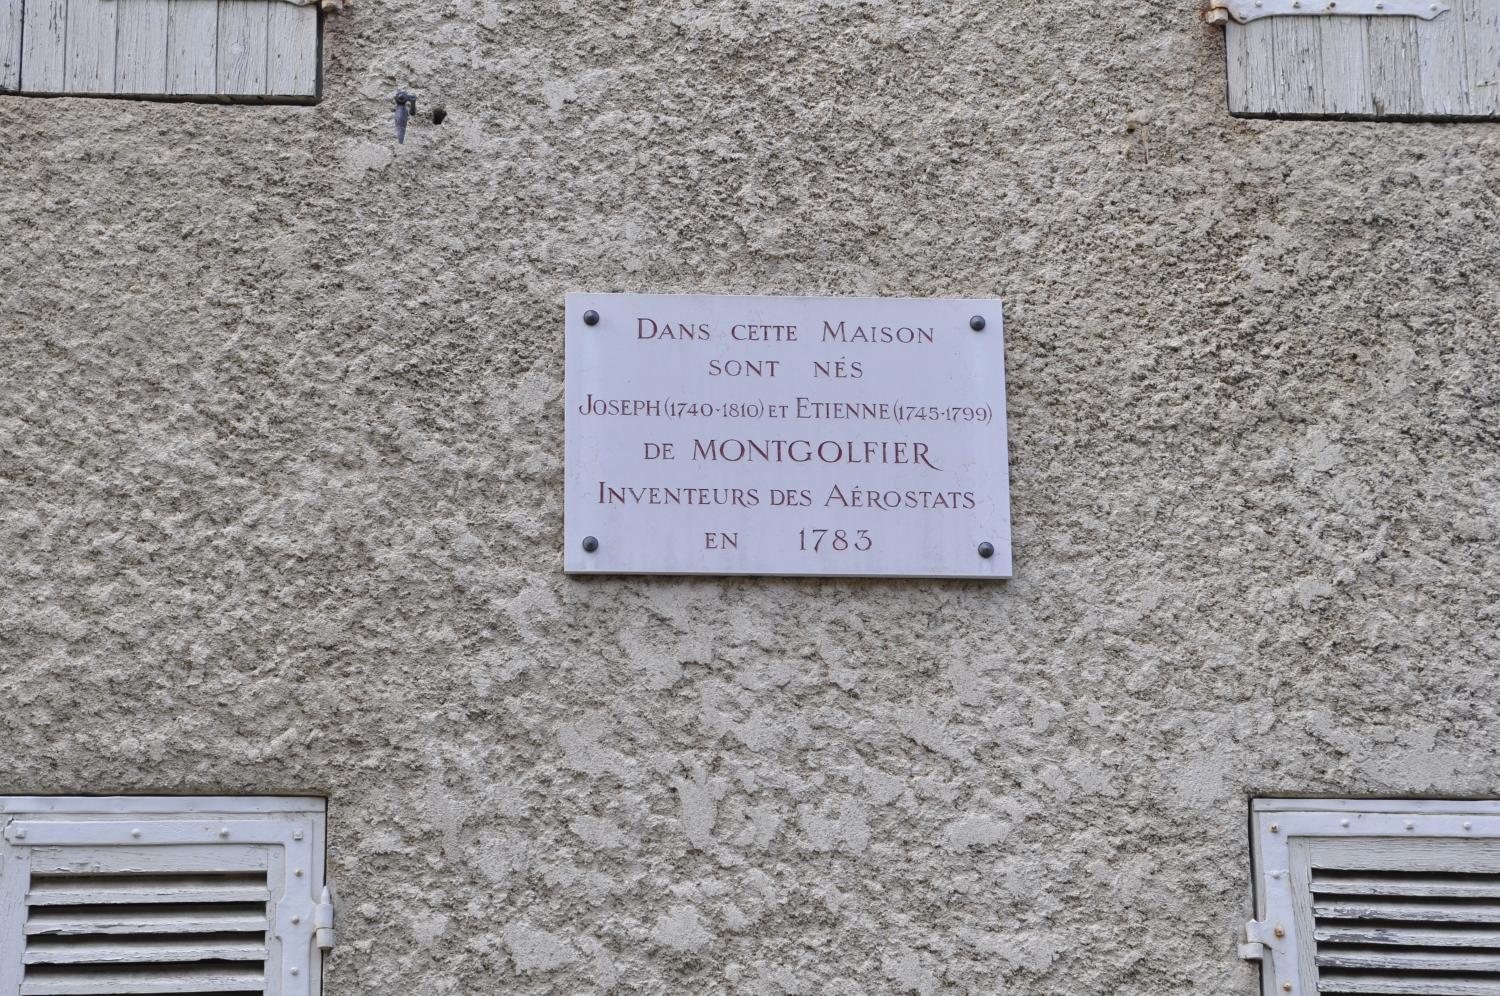 Dans cette Maison
sont nés
Joseph (1740-1810) et Etienne (1745-1799)
de MONTGOLFIER
Inventeurs des Aérostats
en 1783